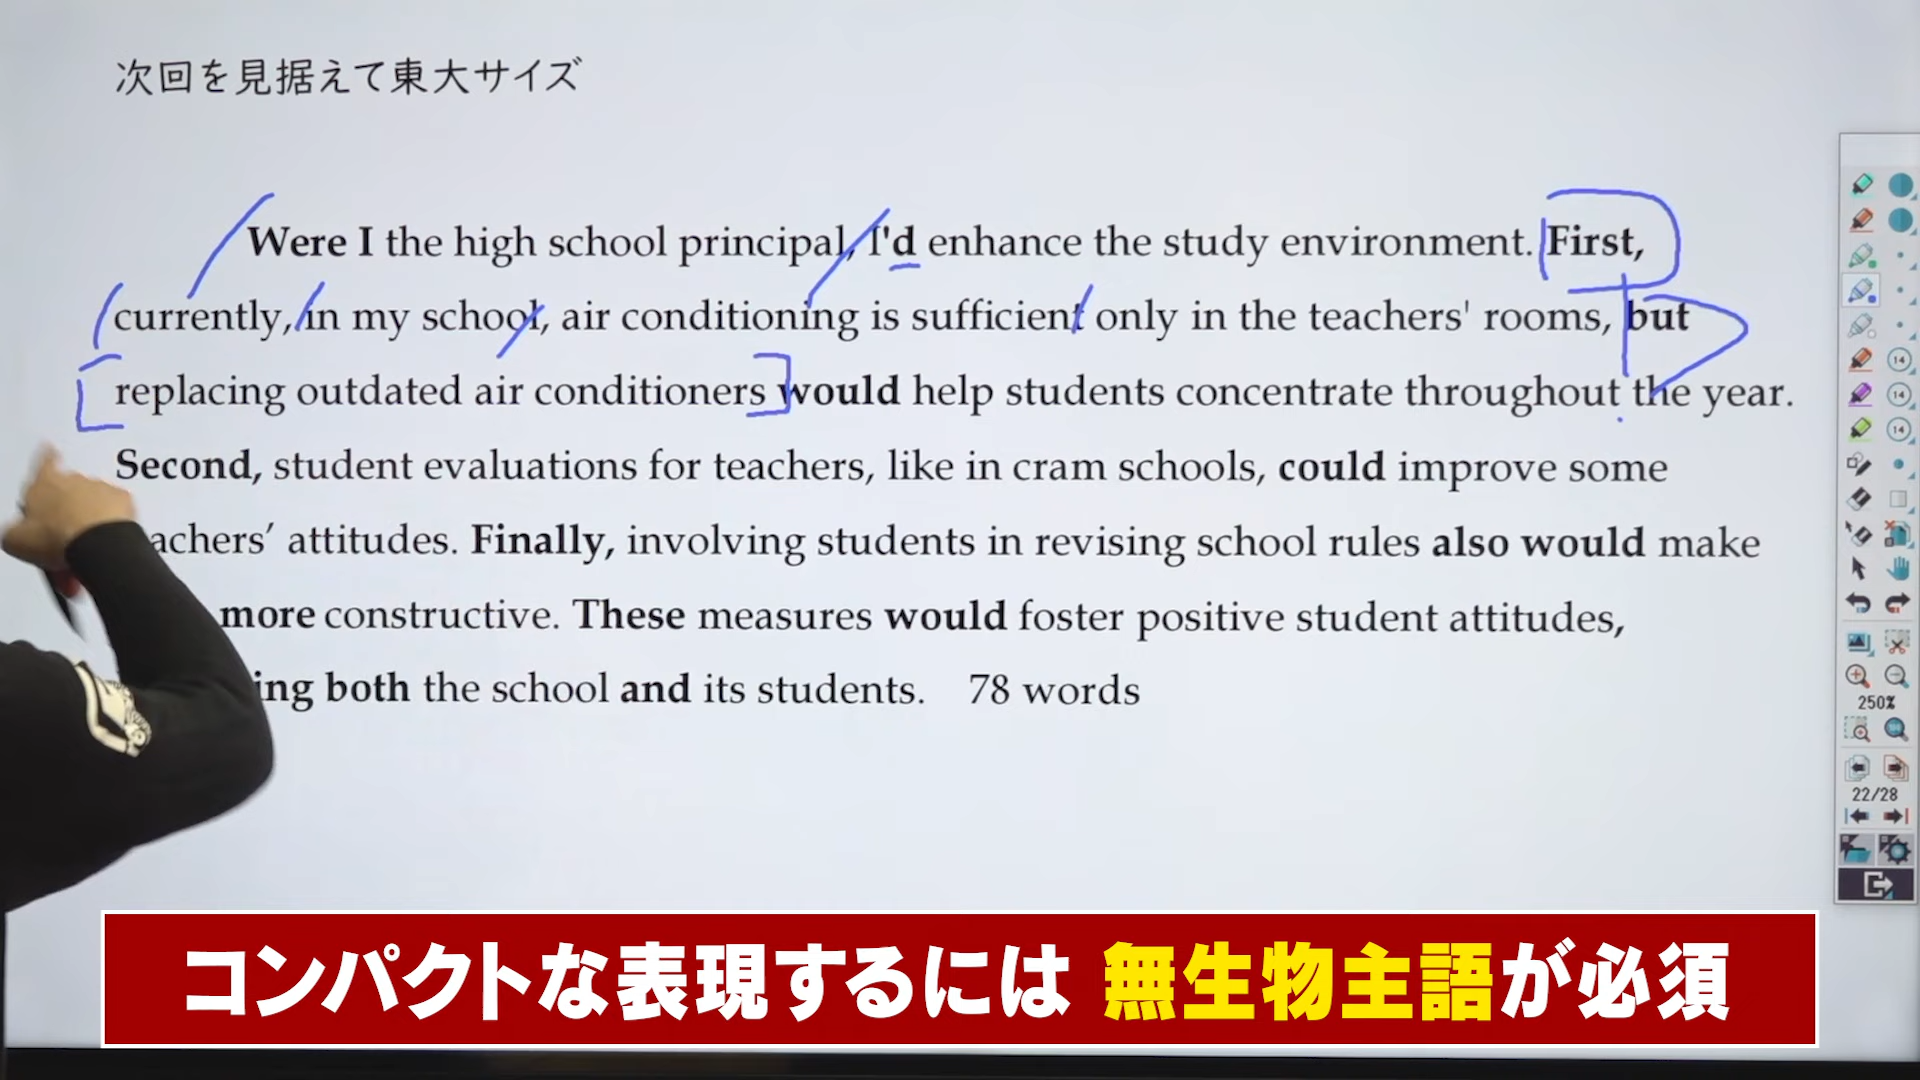 次回を見据えて東大サイズ
Were I the high school principal, I'd enhance the study environment. First,
currently, in my school, air conditioning is sufficient only in the teachers' rooms, but
replacing outdated air conditioners would help students concentrate throughout the year.
Second, student evaluations for teachers, like in cram schools, could improve some
achers’ attitudes. Finally, involving students in revising school rules also would make
more constructive. These measures would foster positive student attitudes,
ing both the school and its students. 78 words
14
14
14
250%
22/28
コンパクトな表現するには 無生物主語が必須